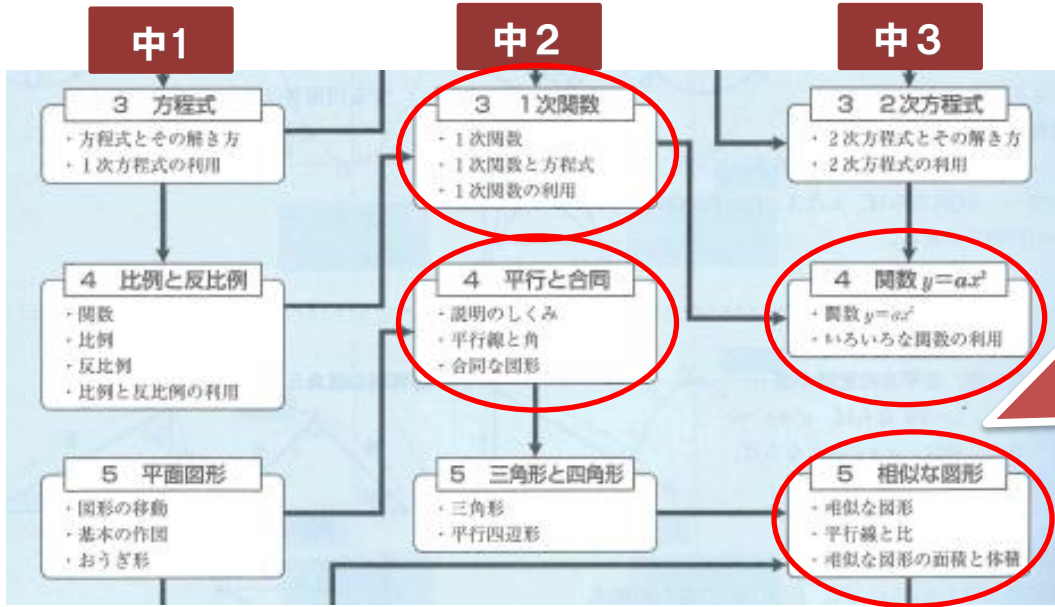 中1
中2
中3
3 方程式
・方程式とその解き方
・1次方程式の利用
3 1次関数
・1次関数
・1次関数と方程式
・1次関数の利用
3 2次方程式
・2次方程式とその解き方
・2次方程式の利用
4 比例と反比例
・関数
・比例
・反比例
・比例と反比例の利用
4 平行と合同
・説明のしくみ
・平行線と角
・合同な図形
4 関数 y=ax²
・関数 y=ax²
・いろいろな関数の利用
5 平面図形
・図形の移動
・基本の作図
・おうぎ形
5 三角形と四角形
・三角形
・平行四辺形
5 相似な図形
・相似な図形
・平行線と比
・相似な図形の面積と体積